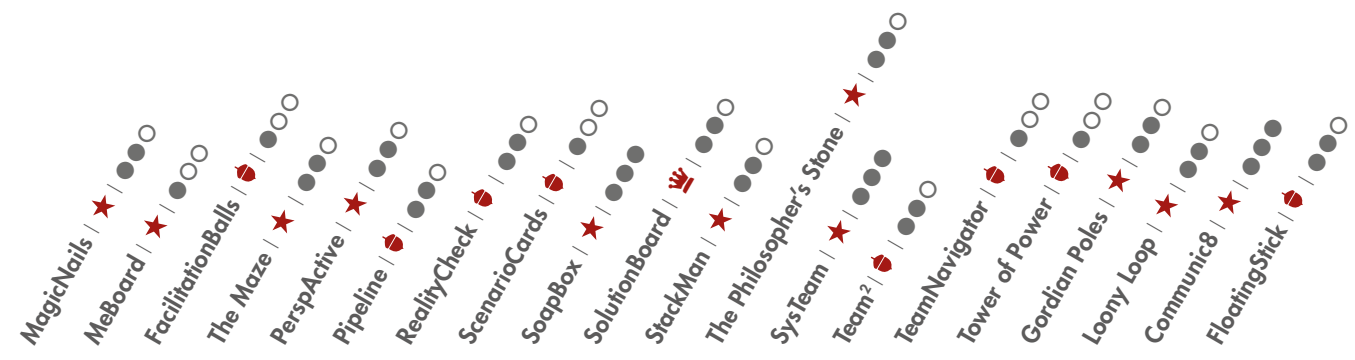 MagicNails |
MeBoard |
FacilitationBalls |
The Maze |
PerspActive |
Pipeline |
RealityCheck |
ScenarioCards |
SoapBox |
SolutionBoard |
StackMan |
The Philosopher's Stone |
SysTeam |
Team² |
TeamNavigator |
Tower of Power |
Gordian Poles |
Loony Loop |
Communic8 |
FloatingStick |